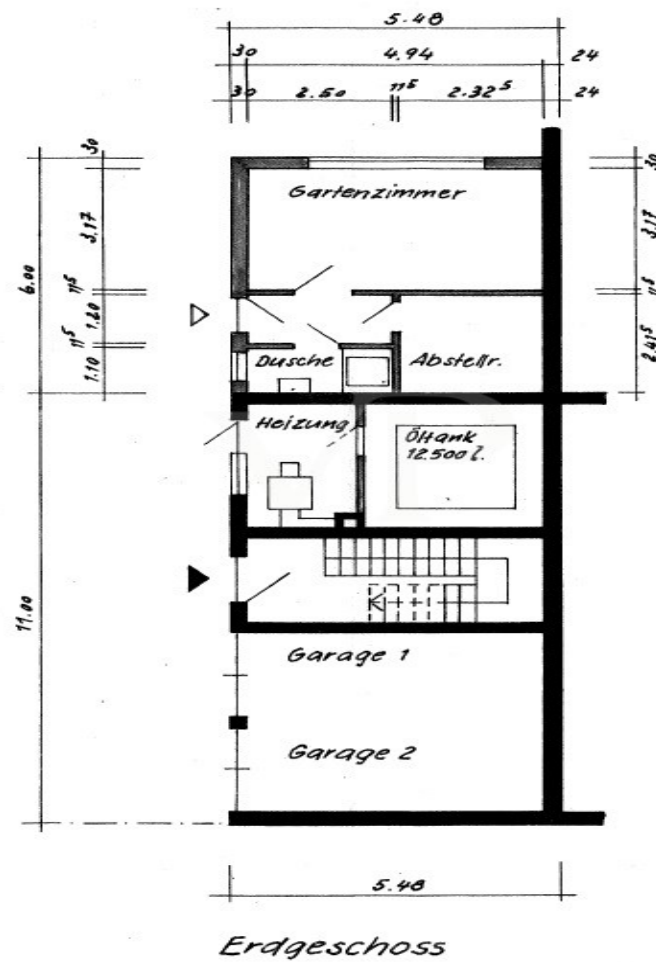 5.48
30 4.94 24
30 2.50 11⁵ 2.32⁵ 24
30
3.17
11⁵
1.20
11⁵
1.10
6.00
11.00
30
3.17
11⁵
2.41⁵
Gartenzimmer
Dusche
Abstellr.
Heizung
Öltank
12.500 l.
Garage 1
Garage 2
5.48
Erdgeschoss